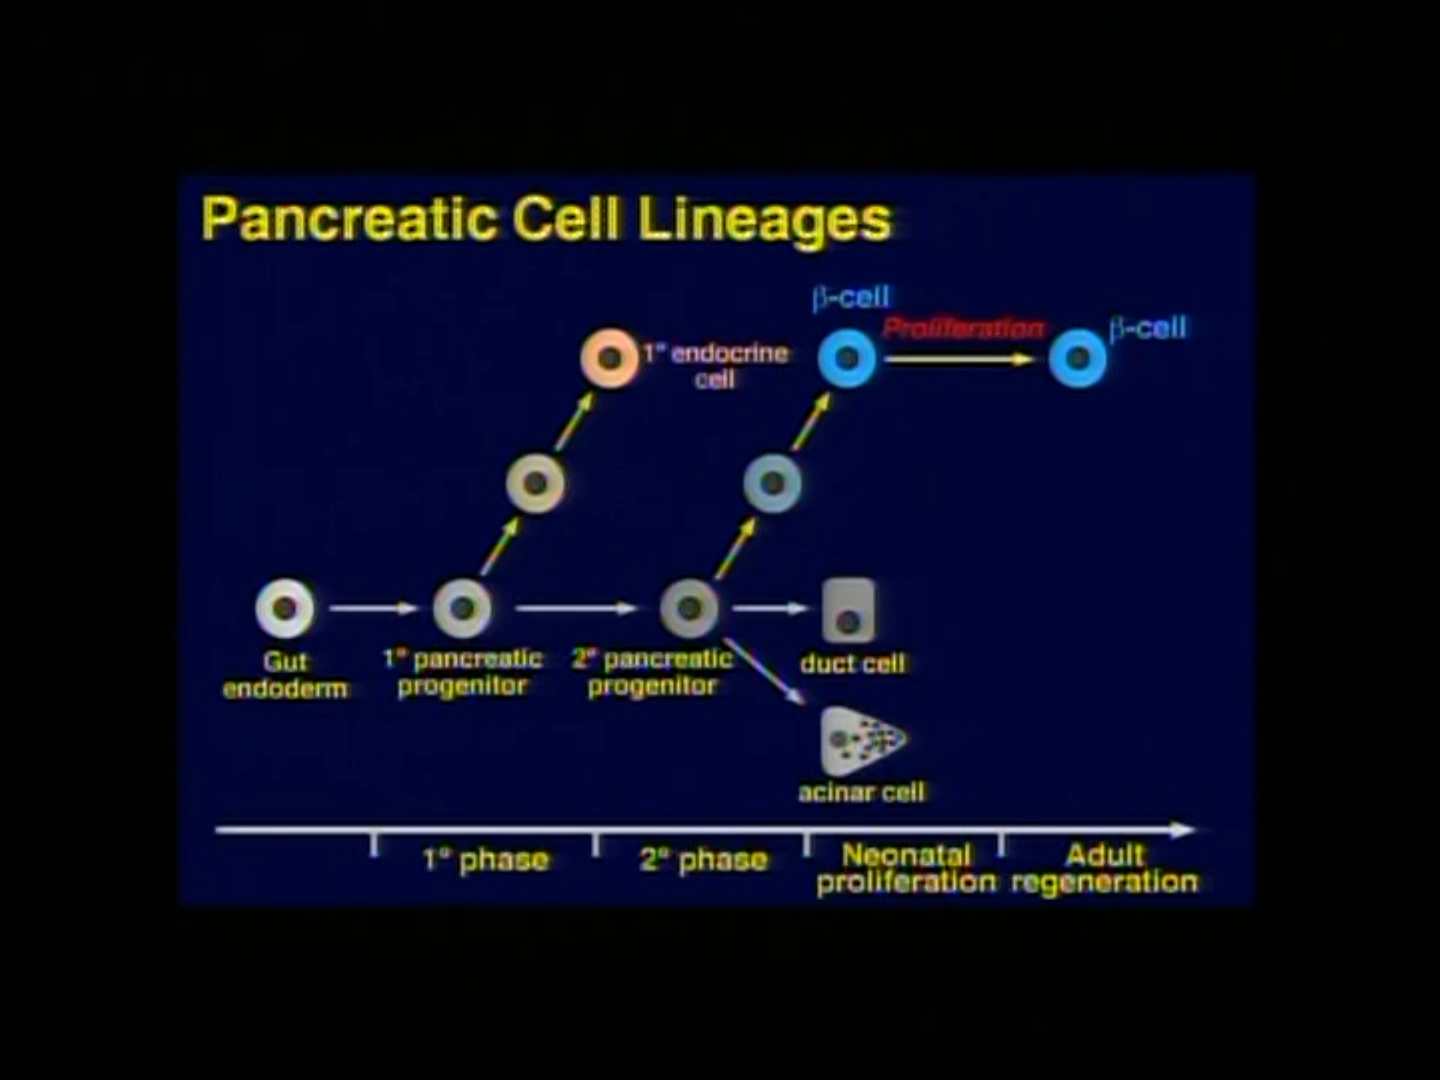 Pancreatic Cell Lineages
β-cell
Proliferation
β-cell
1° endocrine
cell
Gut
endoderm
1° pancreatic
progenitor
2° pancreatic
progenitor
duct cell
acinar cell
1° phase
2° phase
Neonatal
proliferation
Adult
regeneration